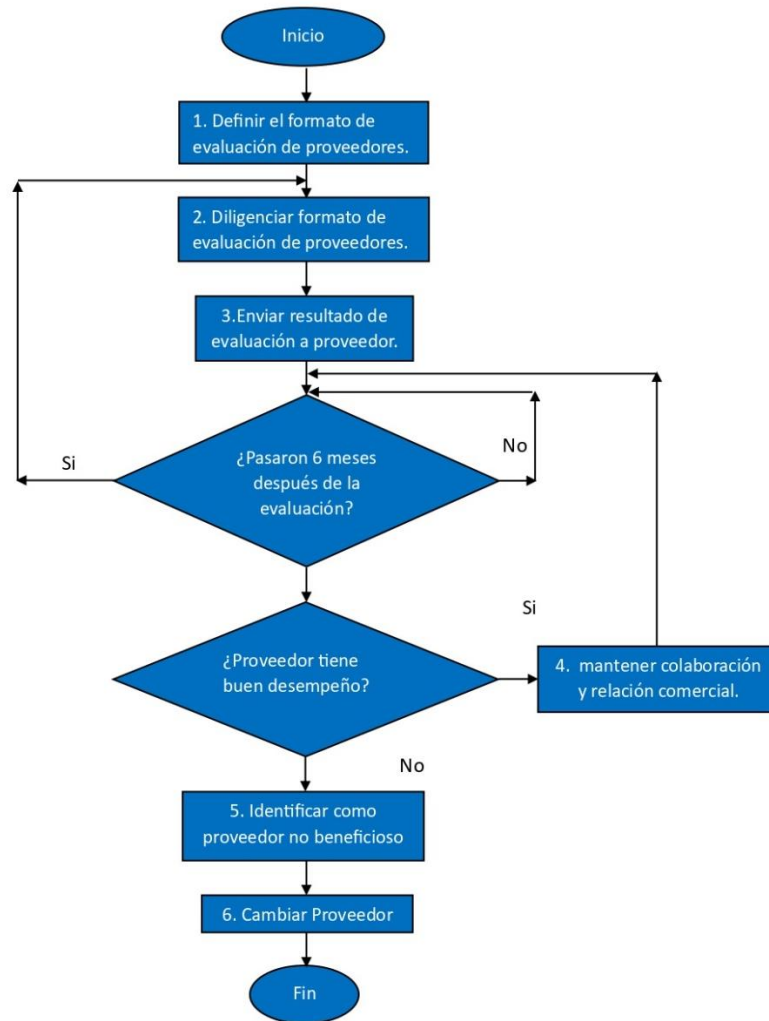 Inicio
1. Definir el formato de
evaluación de proveedores.
2. Diligenciar formato de
evaluación de proveedores.
3.Enviar resultado de
evaluación a proveedor.
No
Si
¿Pasaron 6 meses
después de la
evaluación?
Si
¿Proveedor tiene
buen desempeño?
4. mantener colaboración
y relación comercial.
No
5. Identificar como
proveedor no beneficioso
6. Cambiar Proveedor
Fin